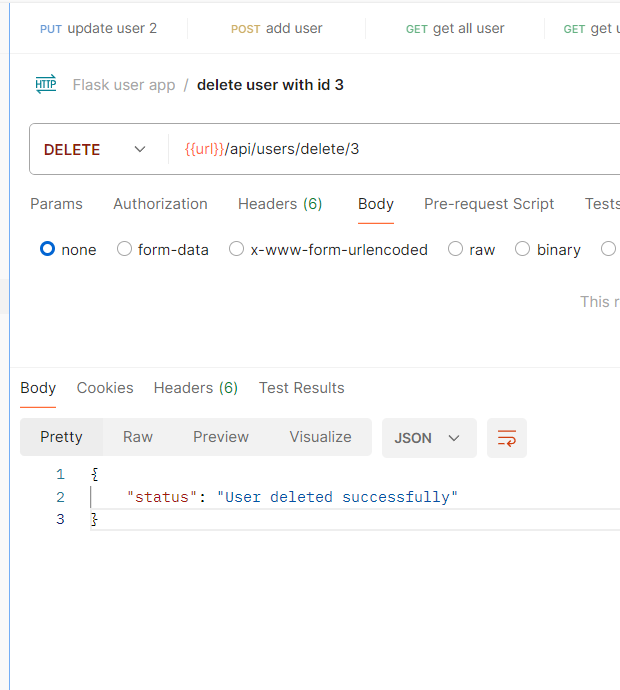 PUT update user 2 POST add user GET get all user GET get u
HTTP Flask user app / delete user with id 3
DELETE {{url}}/api/users/delete/3
Params Authorization Headers (6) Body Pre-request Script Tests
none form-data x-www-form-urlencoded raw binary
This r
Body Cookies Headers (6) Test Results
Pretty Raw Preview Visualize JSON
1 {
2 "status": "User deleted successfully"
3 }